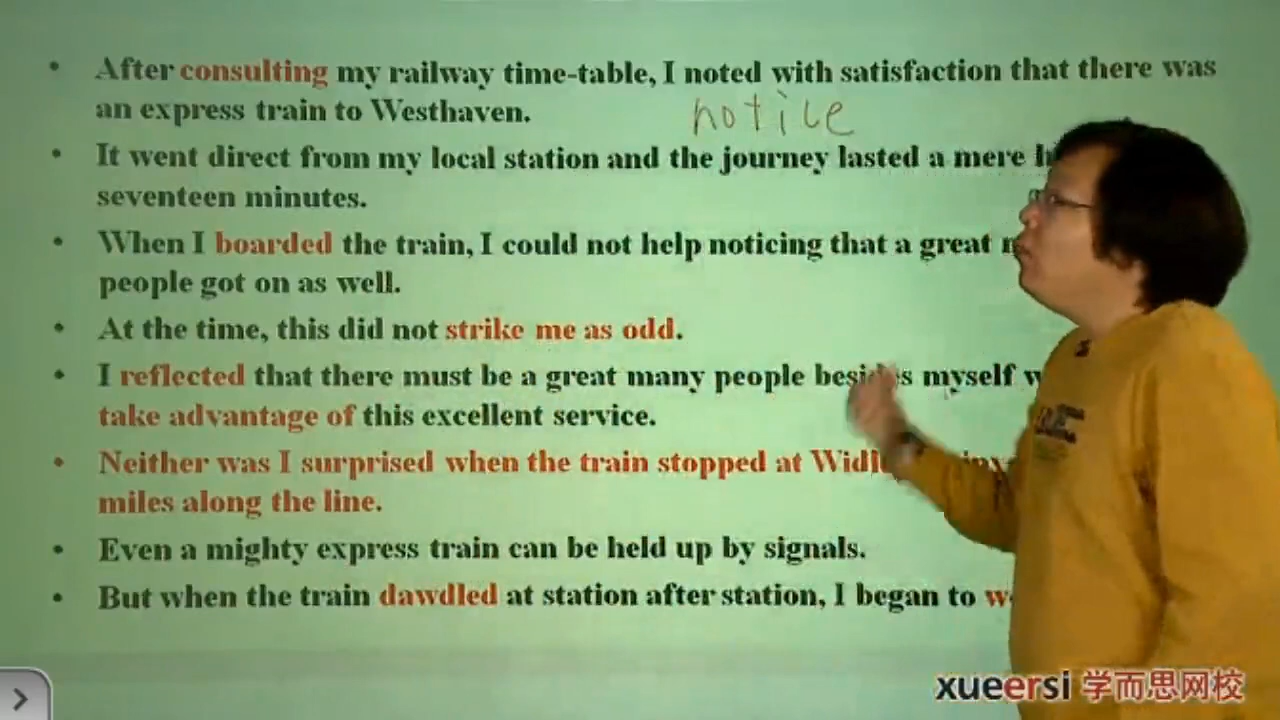 • After consulting my railway time-table, I noted with satisfaction that there was
an express train to Westhaven.
notice
• It went direct from my local station and the journey lasted a mere
seventeen minutes.
• When I boarded the train, I could not help noticing that a great
people got on as well.
• At the time, this did not strike me as odd.
• I reflected that there must be a great many people besides myself
take advantage of this excellent service.
• Neither was I surprised when the train stopped at
miles along the line.
• Even a mighty express train can be held up by signals.
• But when the train dawdled at station after station, I began to
xueersi 学而思网校